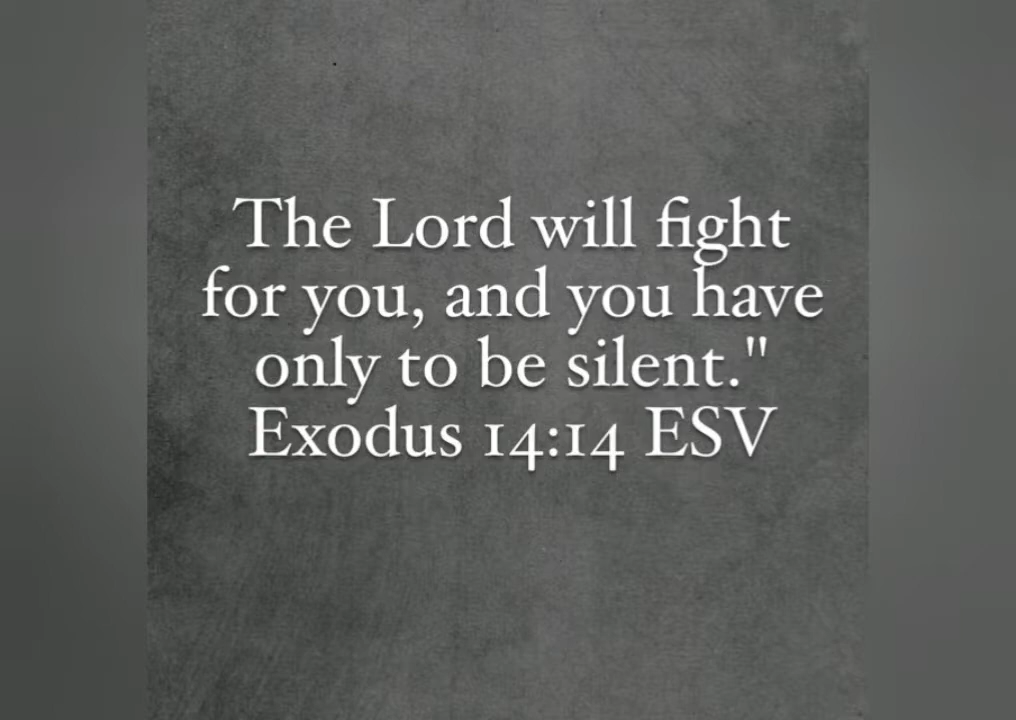 The Lord will fight
for you, and you have
only to be silent."
Exodus 14:14 ESV